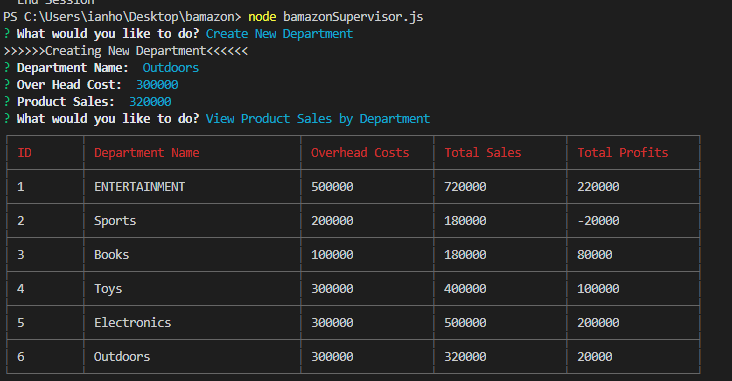 End Session
PS C:\Users\ianho\Desktop\bamazon> node bamazonSupervisor.js
? What would you like to do? Create New Department
>>>>>>Creating New Department<<<<<<
? Department Name:  Outdoors
? Over Head Cost:  300000
? Product Sales:  320000
? What would you like to do? View Product Sales by Department
ID Department Name Overhead Costs Total Sales Total Profits
1 ENTERTAINMENT 500000 720000 220000
2 Sports 200000 180000 -20000
3 Books 100000 180000 80000
4 Toys 300000 400000 100000
5 Electronics 300000 500000 200000
6 Outdoors 300000 320000 20000